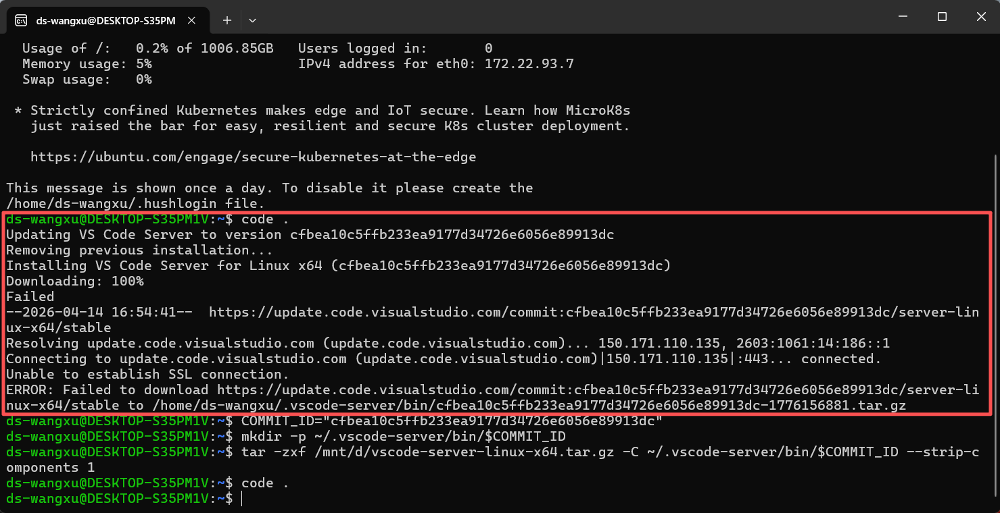 ds-wangxu@DESKTOP-S35PM
Usage of /: 0.2% of 1006.85GB Users logged in: 0
Memory usage: 5% IPv4 address for eth0: 172.22.93.7
Swap usage: 0%
* Strictly confined Kubernetes makes edge and IoT secure. Learn how MicroK8s
just raised the bar for easy, resilient and secure K8s cluster deployment.
https://ubuntu.com/engage/secure-kubernetes-at-the-edge
This message is shown once a day. To disable it please create the
/home/ds-wangxu/.hushlogin file.
ds-wangxu@DESKTOP-S35PM1V:~$ code .
Updating VS Code Server to version cfbea10c5ffb233ea9177d34726e6056e89913dc
Removing previous installation...
Installing VS Code Server for Linux x64 (cfbea10c5ffb233ea9177d34726e6056e89913dc)
Downloading: 100%
Failed
--2026-04-14 16:54:41-- https://update.code.visualstudio.com/commit:cfbea10c5ffb233ea9177d34726e6056e89913dc/server-lin
ux-x64/stable
Resolving update.code.visualstudio.com (update.code.visualstudio.com)... 150.171.110.135, 2603:1061:14:186::1
Connecting to update.code.visualstudio.com (update.code.visualstudio.com)|150.171.110.135|:443... connected.
Unable to establish SSL connection.
ERROR: Failed to download https://update.code.visualstudio.com/commit:cfbea10c5ffb233ea9177d34726e6056e89913dc/server-li
nux-x64/stable to /home/ds-wangxu/.vscode-server/bin/cfbea10c5ffb233ea9177d34726e6056e89913dc-1776156881.tar.gz
ds-wangxu@DESKTOP-S35PM1V:~$ COMMIT_ID="cfbea10c5ffb233ea9177d34726e6056e89913dc"
ds-wangxu@DESKTOP-S35PM1V:~$ mkdir -p ~/.vscode-server/bin/$COMMIT_ID
ds-wangxu@DESKTOP-S35PM1V:~$ tar -zxf /mnt/d/vscode-server-linux-x64.tar.gz -C ~/.vscode-server/bin/$COMMIT_ID --strip-c
omponents 1
ds-wangxu@DESKTOP-S35PM1V:~$ code .
ds-wangxu@DESKTOP-S35PM1V:~$